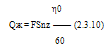 η0
Qж = FSnz —— (2.3.10)
60